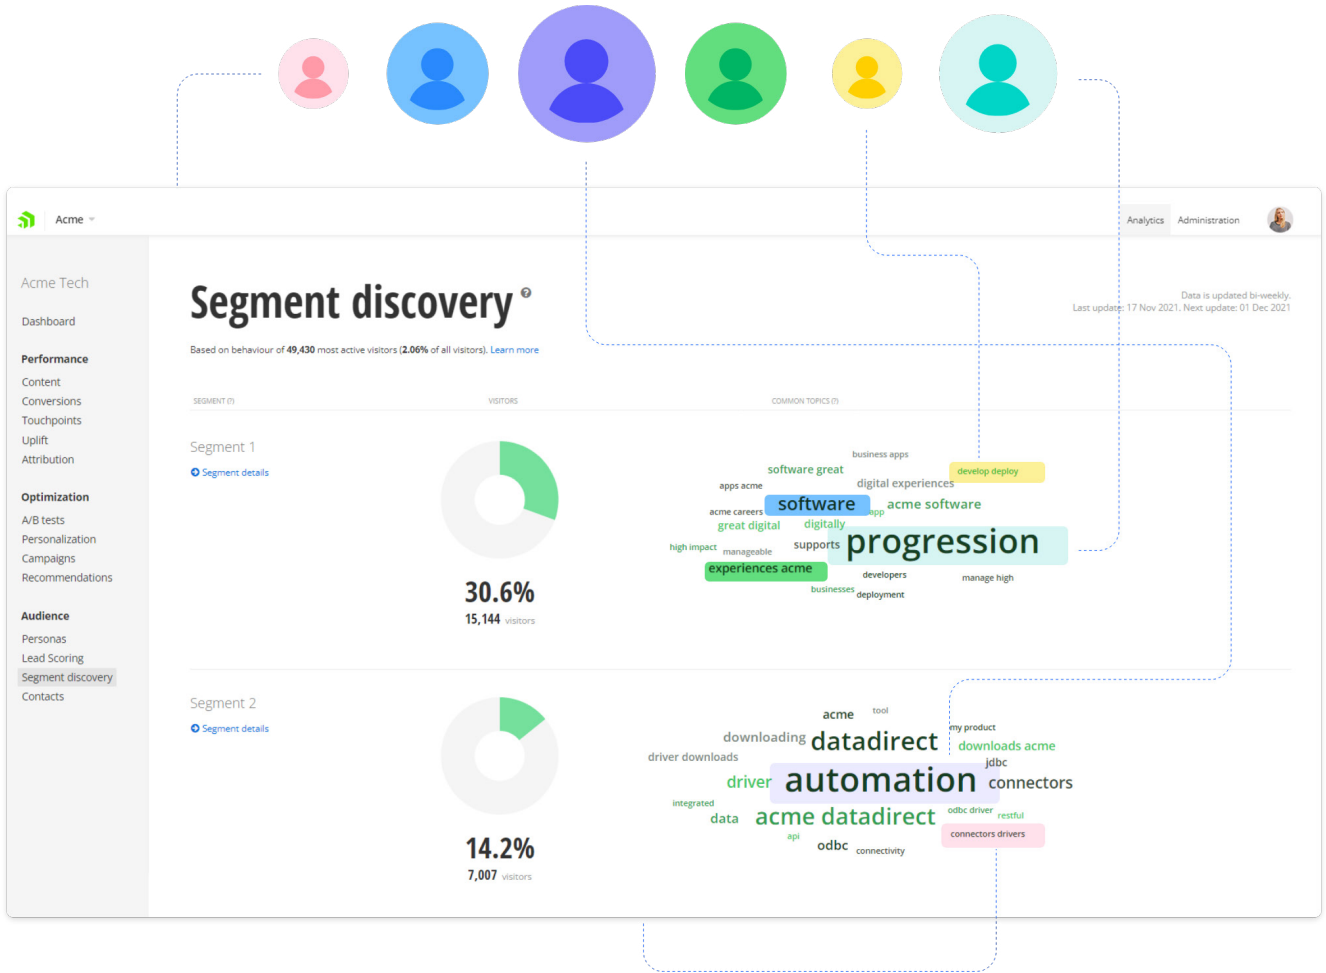 Acme
Analytics
Administration
Acme Tech
Dashboard
Performance
Content
Conversions
Touchpoints
Uplift
Attribution
Optimization
A/B tests
Personalization
Campaigns
Recommendations
Audience
Personas
Lead Scoring
Segment discovery
Contacts
Segment discovery ?
Data is updated bi-weekly.
Last update: 17 Nov 2021. Next update: 01 Dec 2021
Based on behaviour of 49,430 most active visitors (2.06% of all visitors). Learn more
SEGMENT (?)
VISITORS
COMMON TOPICS (?)
Segment 1
Segment details
30.6%
15,144 visitors
business apps
software great
develop deploy
apps acme
digital experiences
software
acme software
acme careers
app
great digital
digitally
progression
high impact
manageable
supports
experiences acme
developers
manage high
businesses
deployment
Segment 2
Segment details
14.2%
7,007 visitors
acme
tool
my product
downloading
datadirect
downloads acme
driver downloads
jdbc
driver
automation
connectors
integrated
data
acme datadirect
odbc driver
restful
api
connectors drivers
odbc
connectivity